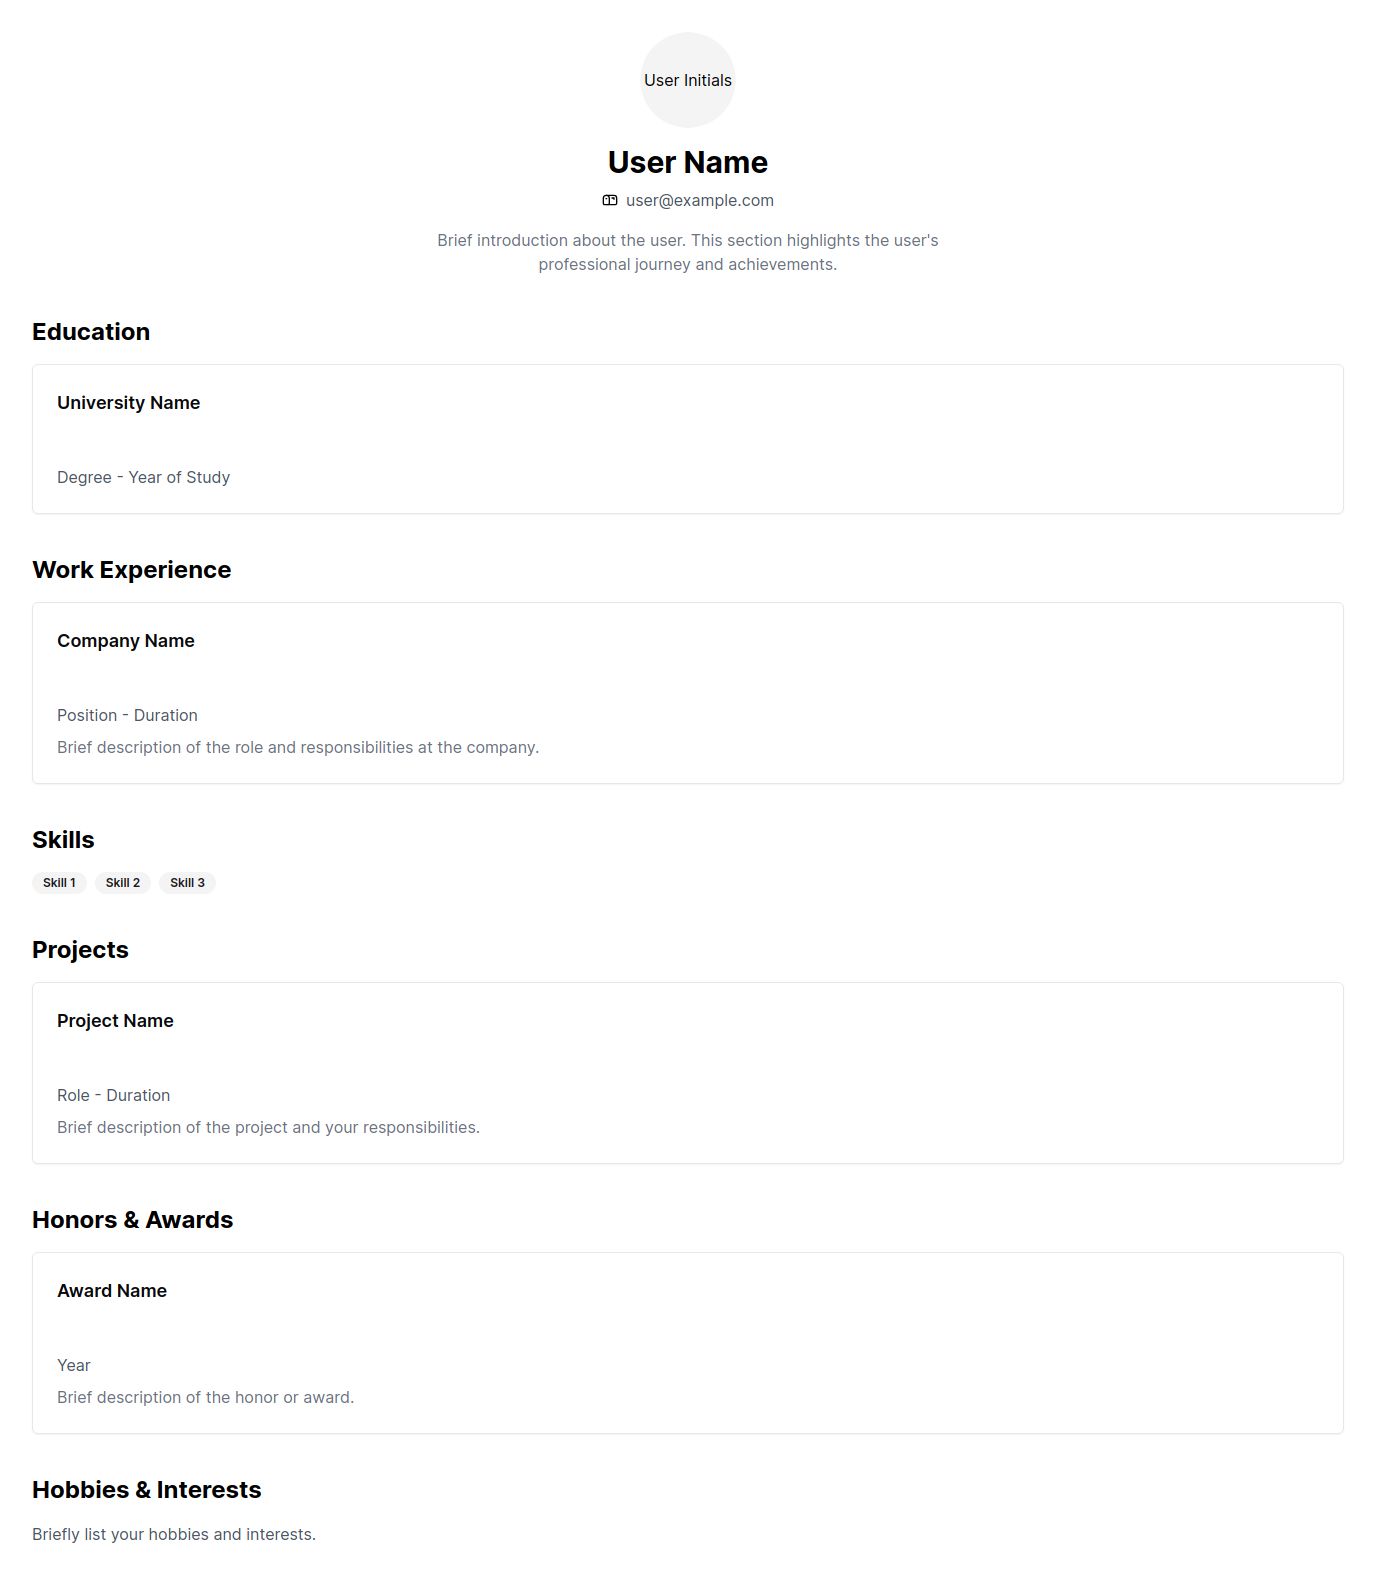 User Initials
User Name
user@example.com
Brief introduction about the user. This section highlights the user's
professional journey and achievements.
Education
University Name
Degree - Year of Study
Work Experience
Company Name
Position - Duration
Brief description of the role and responsibilities at the company.
Skills
Skill 1 Skill 2 Skill 3
Projects
Project Name
Role - Duration
Brief description of the project and your responsibilities.
Honors & Awards
Award Name
Year
Brief description of the honor or award.
Hobbies & Interests
Briefly list your hobbies and interests.